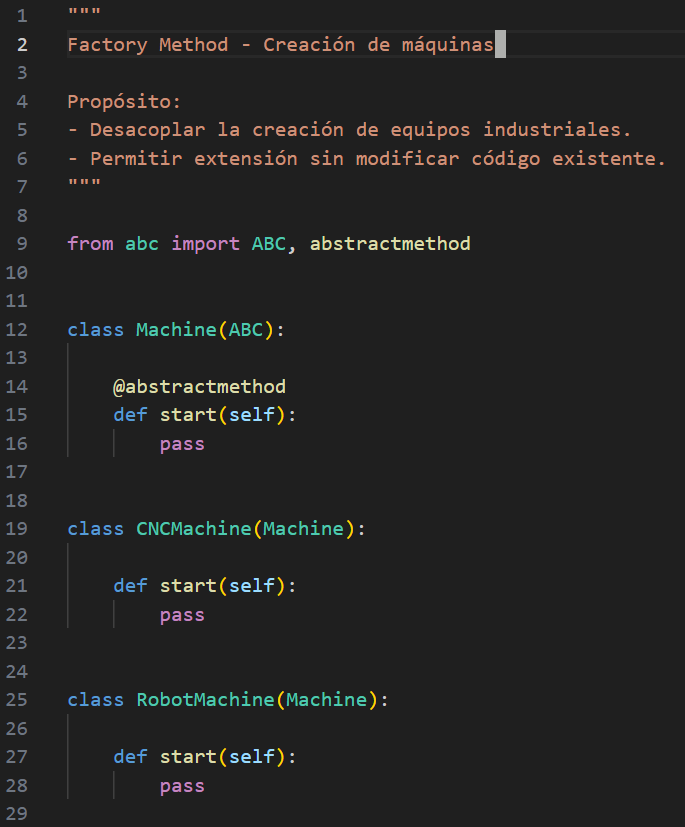 1 """
2 Factory Method - Creación de máquinas
3
4 Propósito:
5 - Desacoplar la creación de equipos industriales.
6 - Permitir extensión sin modificar código existente.
7 """
8
9 from abc import ABC, abstractmethod
10
11
12 class Machine(ABC):
13
14     @abstractmethod
15     def start(self):
16         pass
17
18
19 class CNCMachine(Machine):
20
21     def start(self):
22         pass
23
24
25 class RobotMachine(Machine):
26
27     def start(self):
28         pass
29